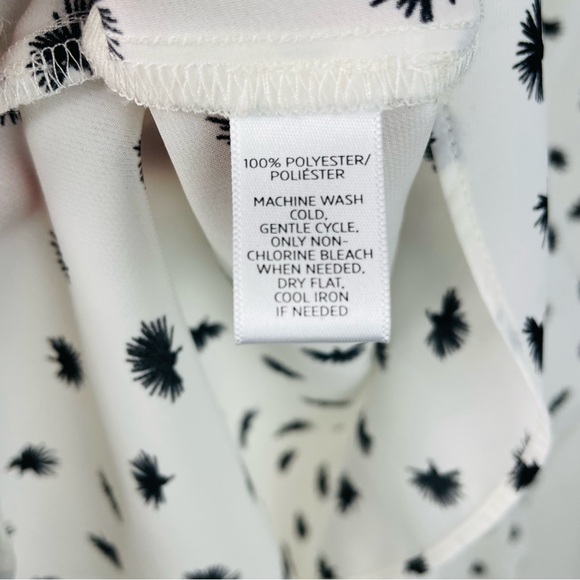 100% POLYESTER/
POLIÉSTER
MACHINE WASH
COLD,
GENTLE CYCLE,
ONLY NON-
CHLORINE BLEACH
WHEN NEEDED,
DRY FLAT,
COOL IRON
IF NEEDED